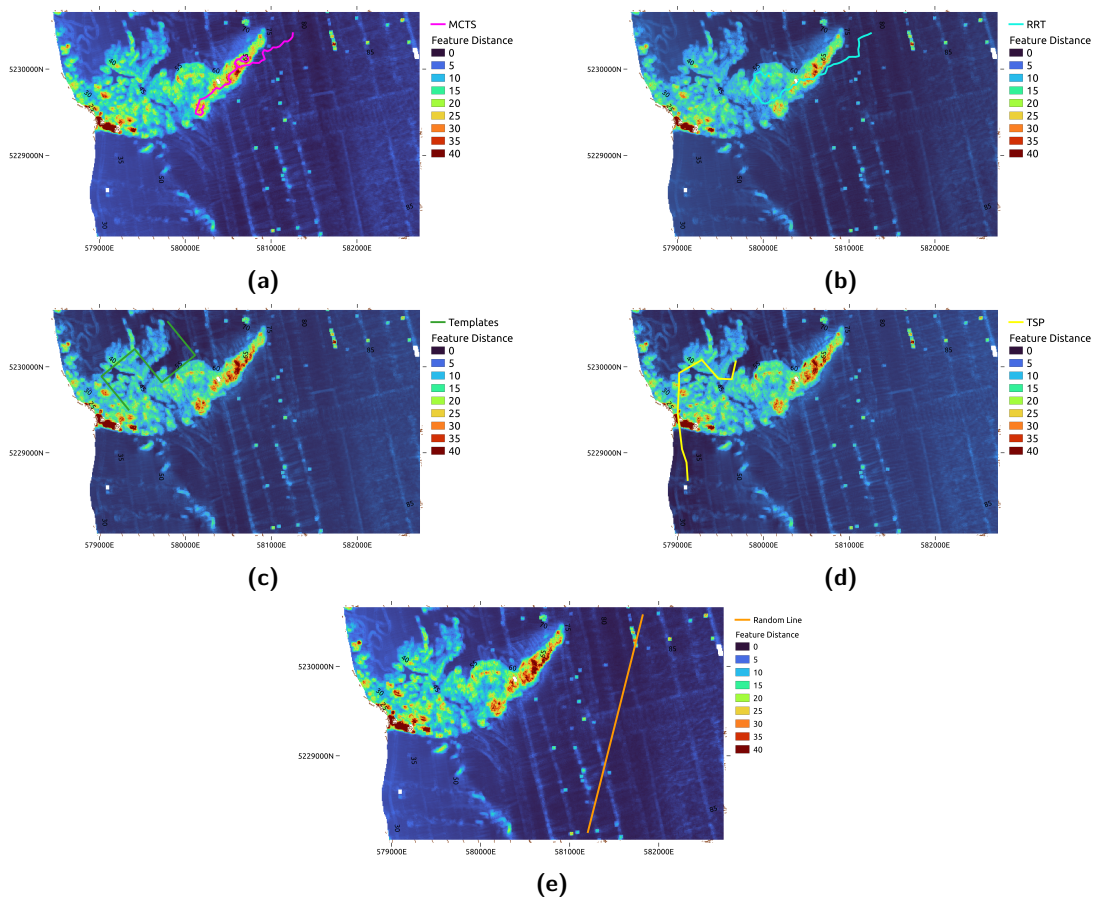 MCTS
Feature Distance
0
5
10
15
20
25
30
35
40
5230000N
5229000N
579000E
580000E
581000E
582000E
(a)
RRT
Feature Distance
0
5
10
15
20
25
30
35
40
5230000N
5229000N
579000E
580000E
581000E
582000E
(b)
Templates
Feature Distance
0
5
10
15
20
25
30
35
40
5230000N
5229000N
579000E
580000E
581000E
582000E
(c)
TSP
Feature Distance
0
5
10
15
20
25
30
35
40
5230000N
5229000N
579000E
580000E
581000E
582000E
(d)
Random Line
Feature Distance
0
5
10
15
20
25
30
35
40
5230000N
5229000N
579000E
580000E
581000E
582000E
(e)